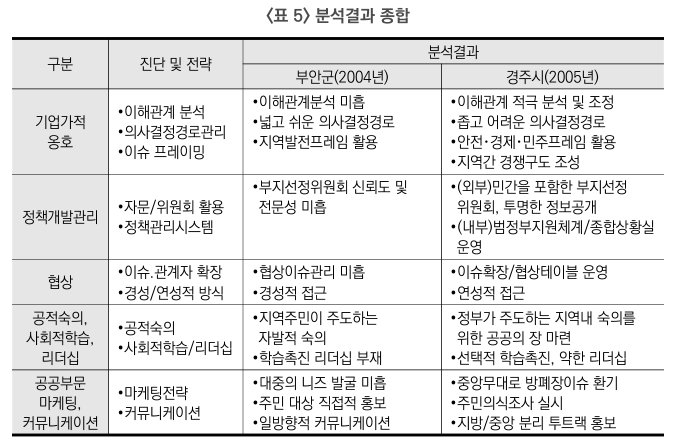 〈표 5〉 분석결과 종합
구분
진단 및 전략
분석결과
부안군(2004년)
경주시(2005년)
기업가적
옹호
•이해관계 분석
•의사결정경로관리
•이슈 프레이밍
•이해관계분석 미흡
•넓고 쉬운 의사결정경로
•지역발전프레임 활용
•이해관계 적극 분석 및 조정
•좁고 어려운 의사결정경로
•안전·경제·민주프레임 활용
•지역간 경쟁구도 조성
정책개발관리
•자문/위원회 활용
•정책관리시스템
•부지선정위원회 신뢰도 및
전문성 미흡
•(외부)민간을 포함한 부지선정
위원회, 투명한 정보공개
•(내부)범정부지원체계/종합상황실
운영
협상
•이슈.관계자 확장
•경성/연성적 방식
•협상이슈관리 미흡
•경성적 접근
•이슈확장/협상테이블 운영
•연성적 접근
공적숙의,
사회적학습,
리더십
•공적숙의
•사회적학습/리더십
•지역주민이 주도하는
자발적 숙의
•학습촉진 리더십 부재
•정부가 주도하는 지역내 숙의를
위한 공공의 장 마련
•선택적 학습촉진, 약한 리더십
공공부문
마케팅,
커뮤니케이션
•마케팅전략
•커뮤니케이션
•대중의 니즈 발굴 미흡
•주민 대상 직접적 홍보
•일방향적 커뮤니케이션
•중앙무대로 방폐장이슈 환기
•주민의식조사 실시
•지방/중앙 분리 투트랙 홍보